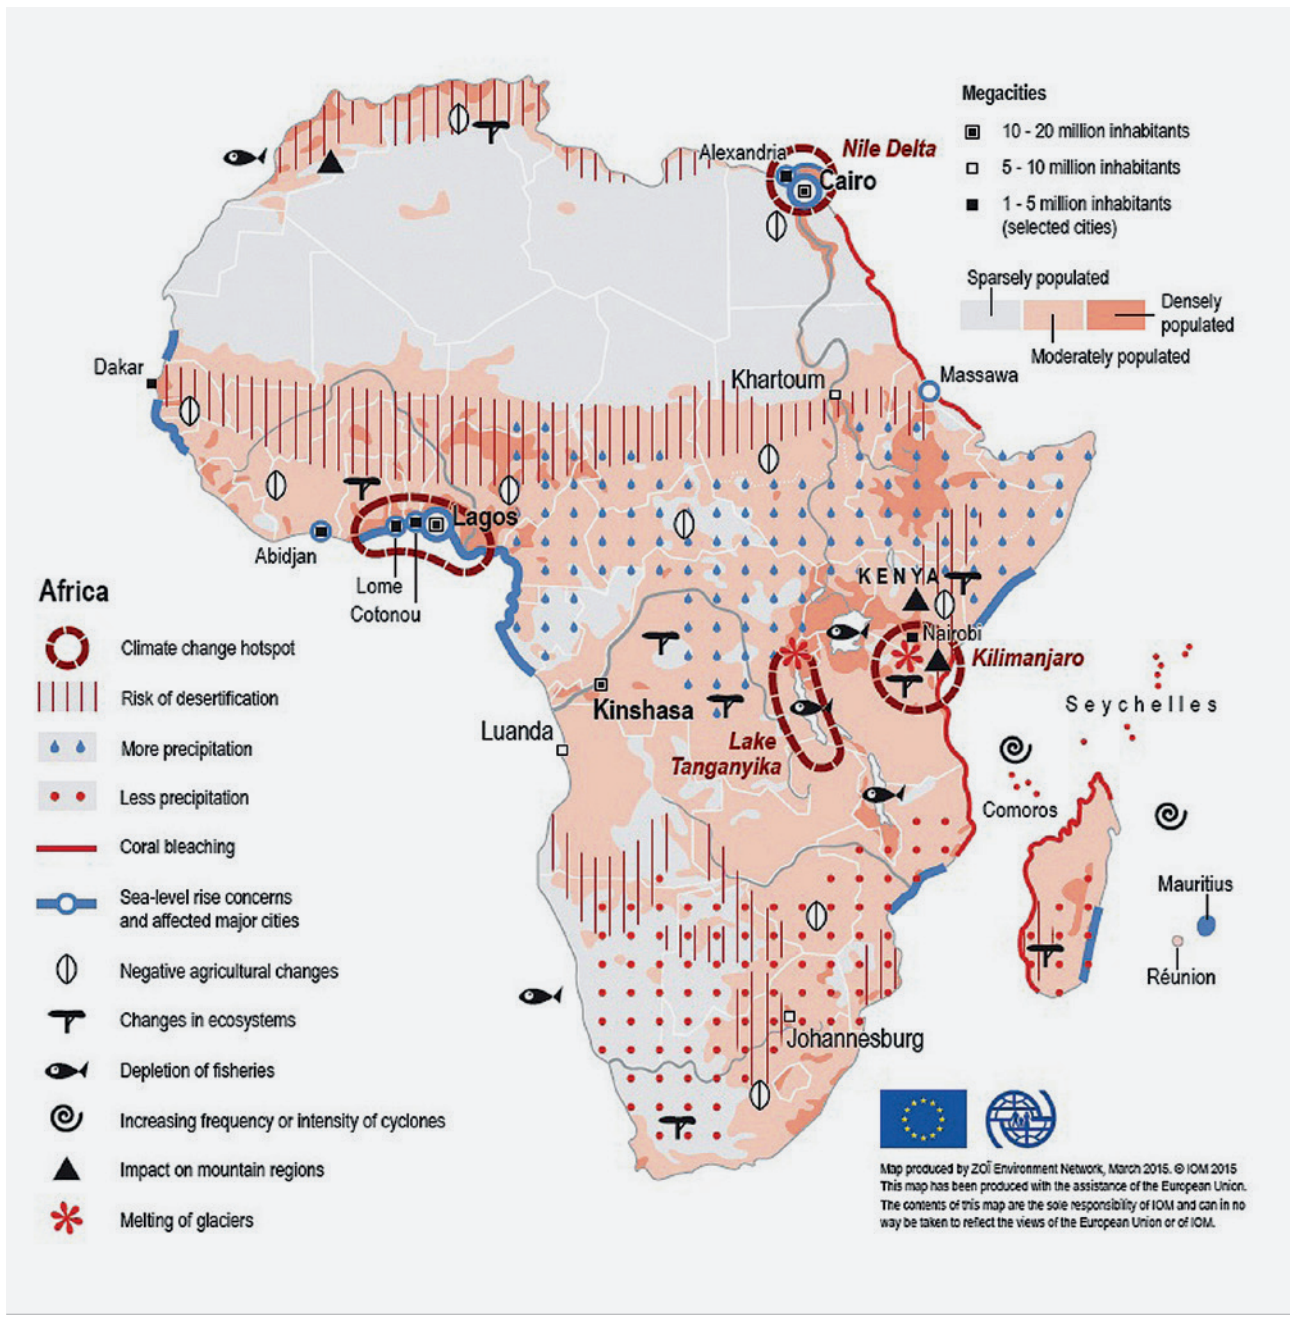 Megacities
10 - 20 million inhabitants
5 - 10 million inhabitants
1 - 5 million inhabitants
(selected cities)
Sparsely populated
Densely
populated
Moderately populated
Alexandria
Nile Delta
Cairo
Dakar
Khartoum
Massawa
Lagos
Abidjan
Lome
Cotonou
KENYA
Nairobi
Kilimanjaro
Kinshasa
Luanda
Lake
Tanganyika
Seychelles
Comoros
Mauritius
Réunion
Johannesburg
Africa
Climate change hotspot
Risk of desertification
More precipitation
Less precipitation
Coral bleaching
Sea-level rise concerns
and affected major cities
Negative agricultural changes
Changes in ecosystems
Depletion of fisheries
Increasing frequency or intensity of cyclones
Impact on mountain regions
Melting of glaciers
Map produced by ZOÏ Environment Network, March 2015. © IOM 2015
This map has been produced with the assistance of the European Union.
The contents of this map are the sole responsibility of IOM and can in no
way be taken to reflect the views of the European Union or of IOM.